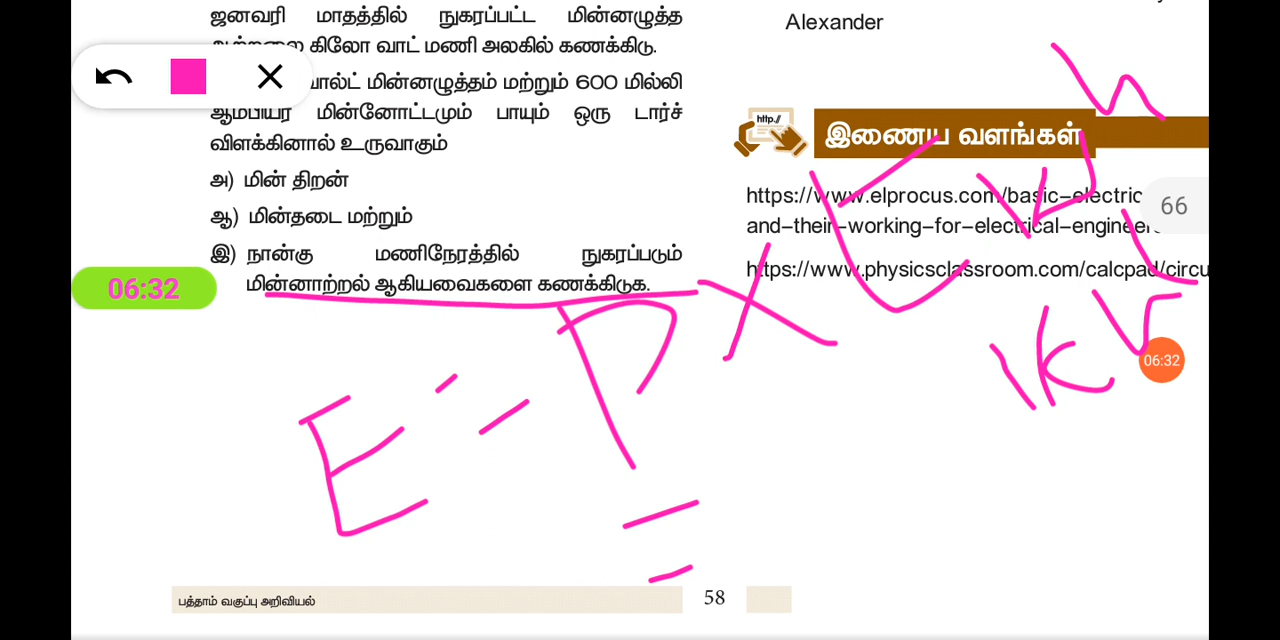 ஜனவரி மாதத்தில் நுகரப்பட்ட மின்னழுத்த
கிலோ வாட் மணி அலகில் கணக்கிடு.
மின்னழுத்தம் மற்றும் 600 மில்லி
ஆம்பியர் மின்னோட்டமும் பாயும் ஒரு டார்ச்
விளக்கினால் உருவாகும்
அ) மின் திறன்
ஆ) மின்தடை மற்றும்
இ) நான்கு மணிநேரத்தில் நுகரப்படும்
மின்னாற்றல் ஆகியவைகளை கணக்கிடுக.
06:32
E = P x t
=
பத்தாம் வகுப்பு அறிவியல்
58
Alexander
http://
இணைய வளங்கள்
https://www.elprocus.com/basic-electric
and-their-working-for-electrical-engineers
https://www.physicsclassroom.com/calcpad/circu
66
06:32